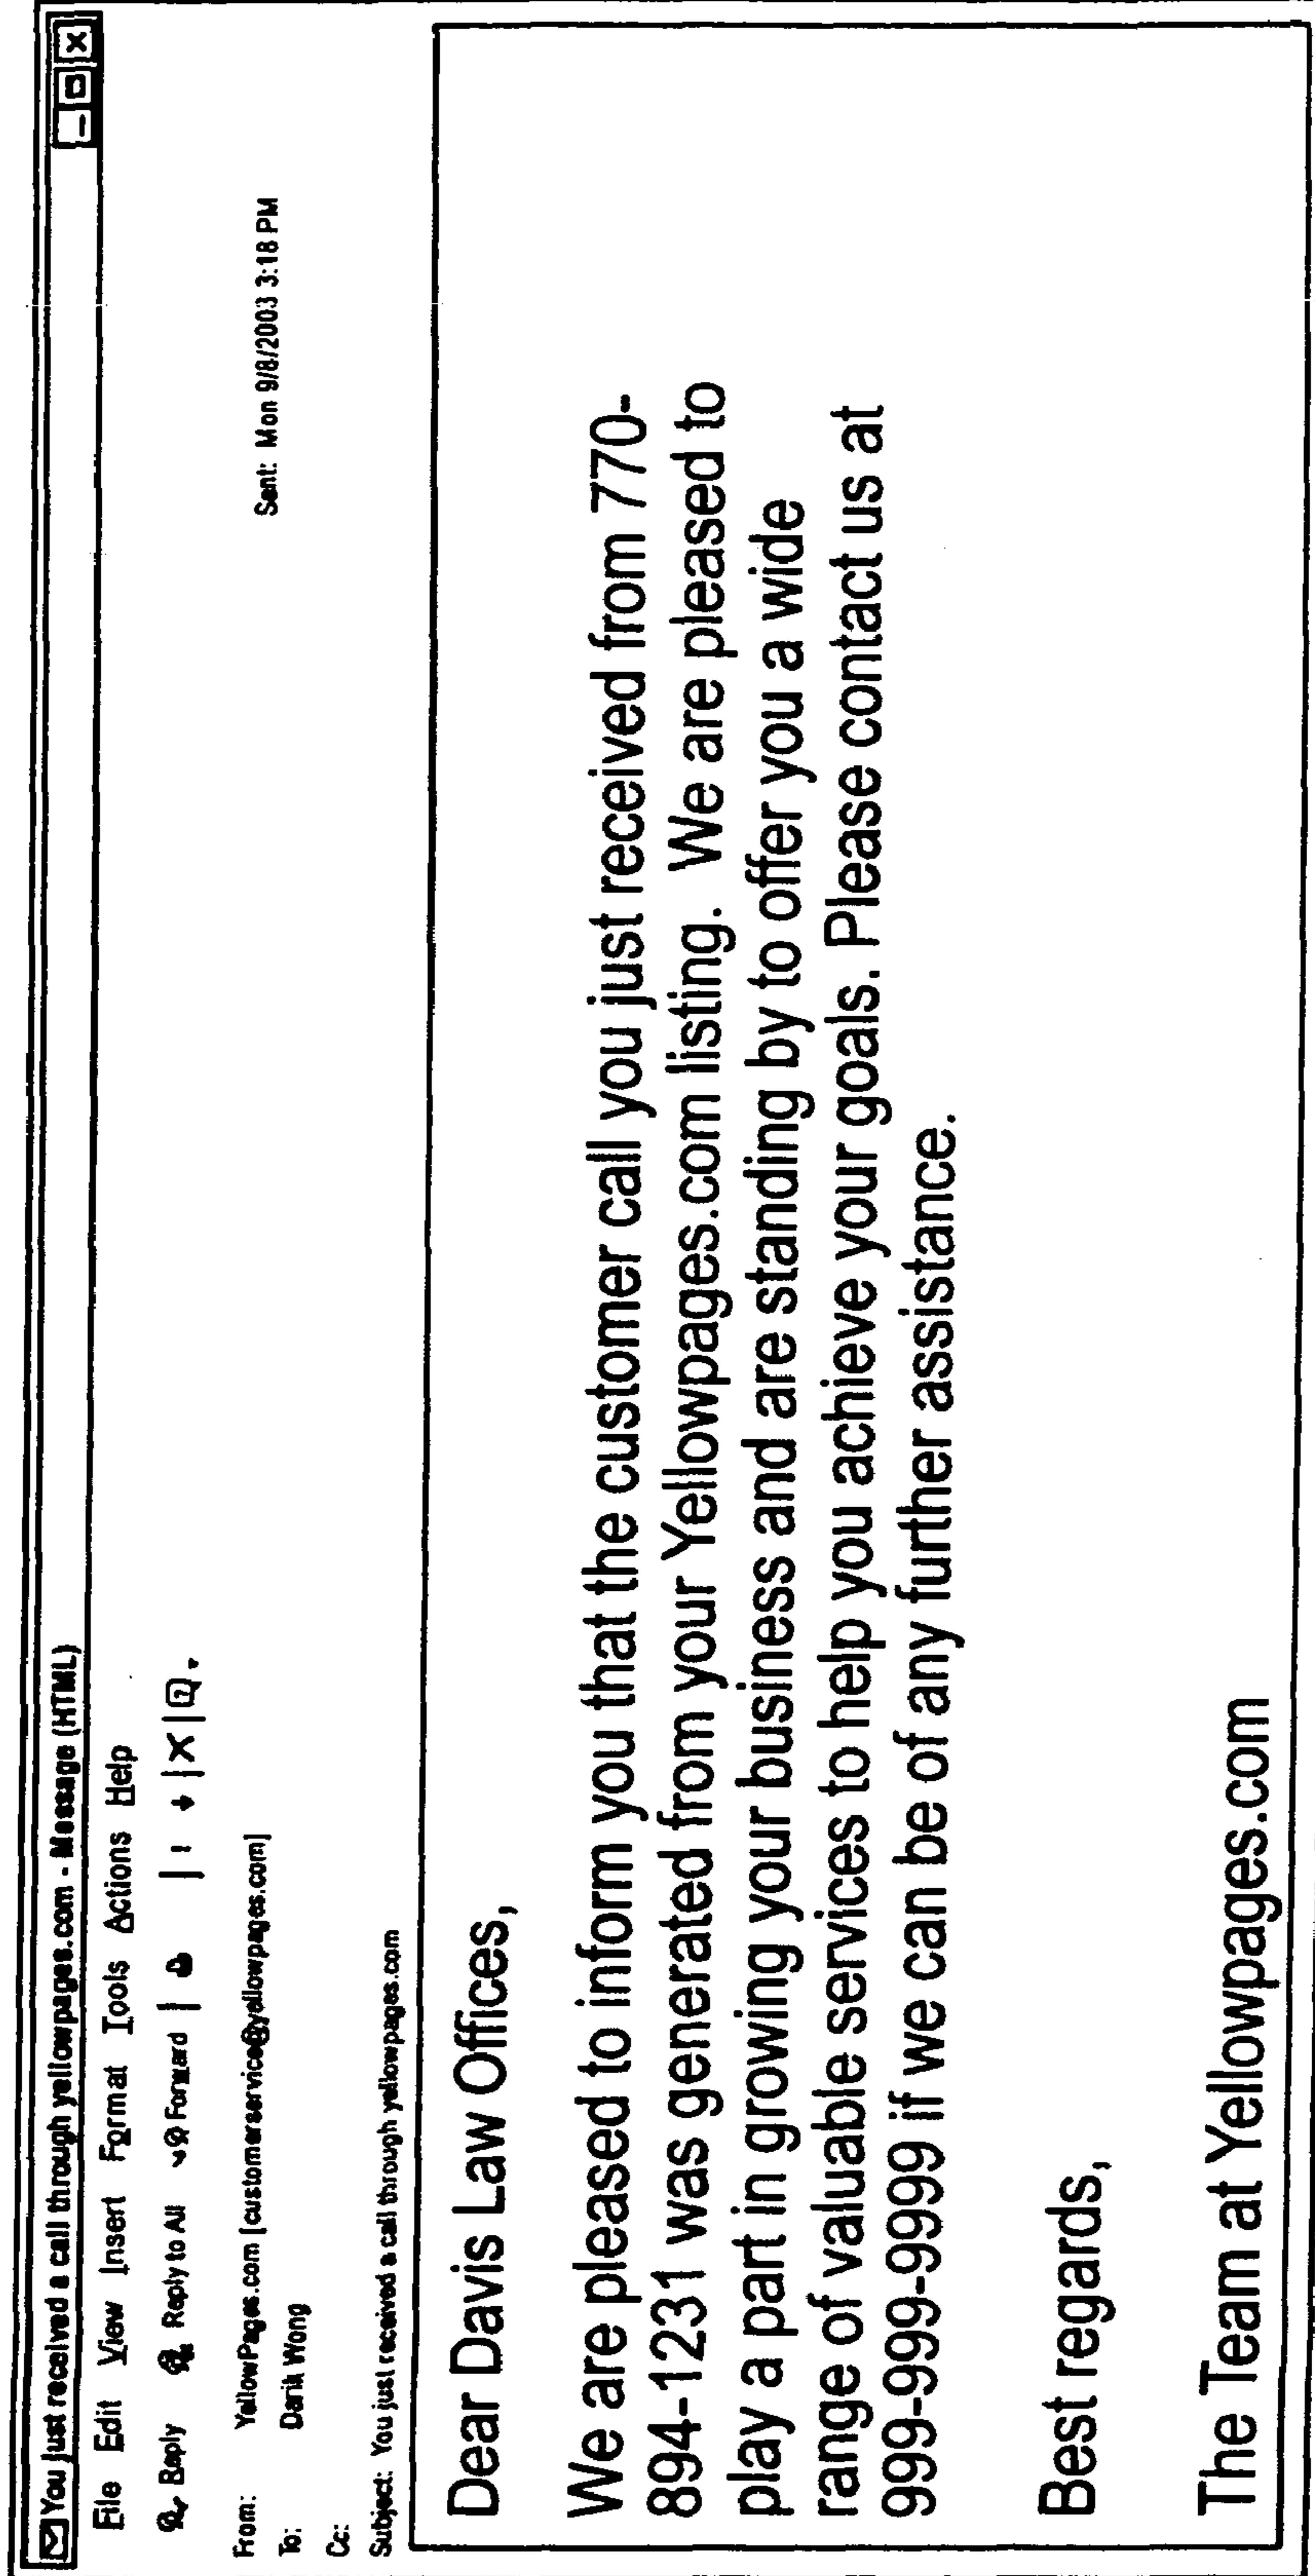 You just received a call through yellowpages.com - Message (HTML)
File Edit View Insert Format Tools Actions Help
Reply Reply to All Forward
From: YellowPages.com [customerservice@yellowpages.com]
Sent: Mon 9/8/2003 3:18 PM
To: Darik Wong
Cc:
Subject: You just received a call through yellowpages.com
Dear Davis Law Offices,
We are pleased to inform you that the customer call you just received from 770-
894-1231 was generated from your Yellowpages.com listing. We are pleased to
play a part in growing your business and are standing by to offer you a wide
range of valuable services to help you achieve your goals. Please contact us at
999-999-9999 if we can be of any further assistance.
Best regards,
The Team at Yellowpages.com